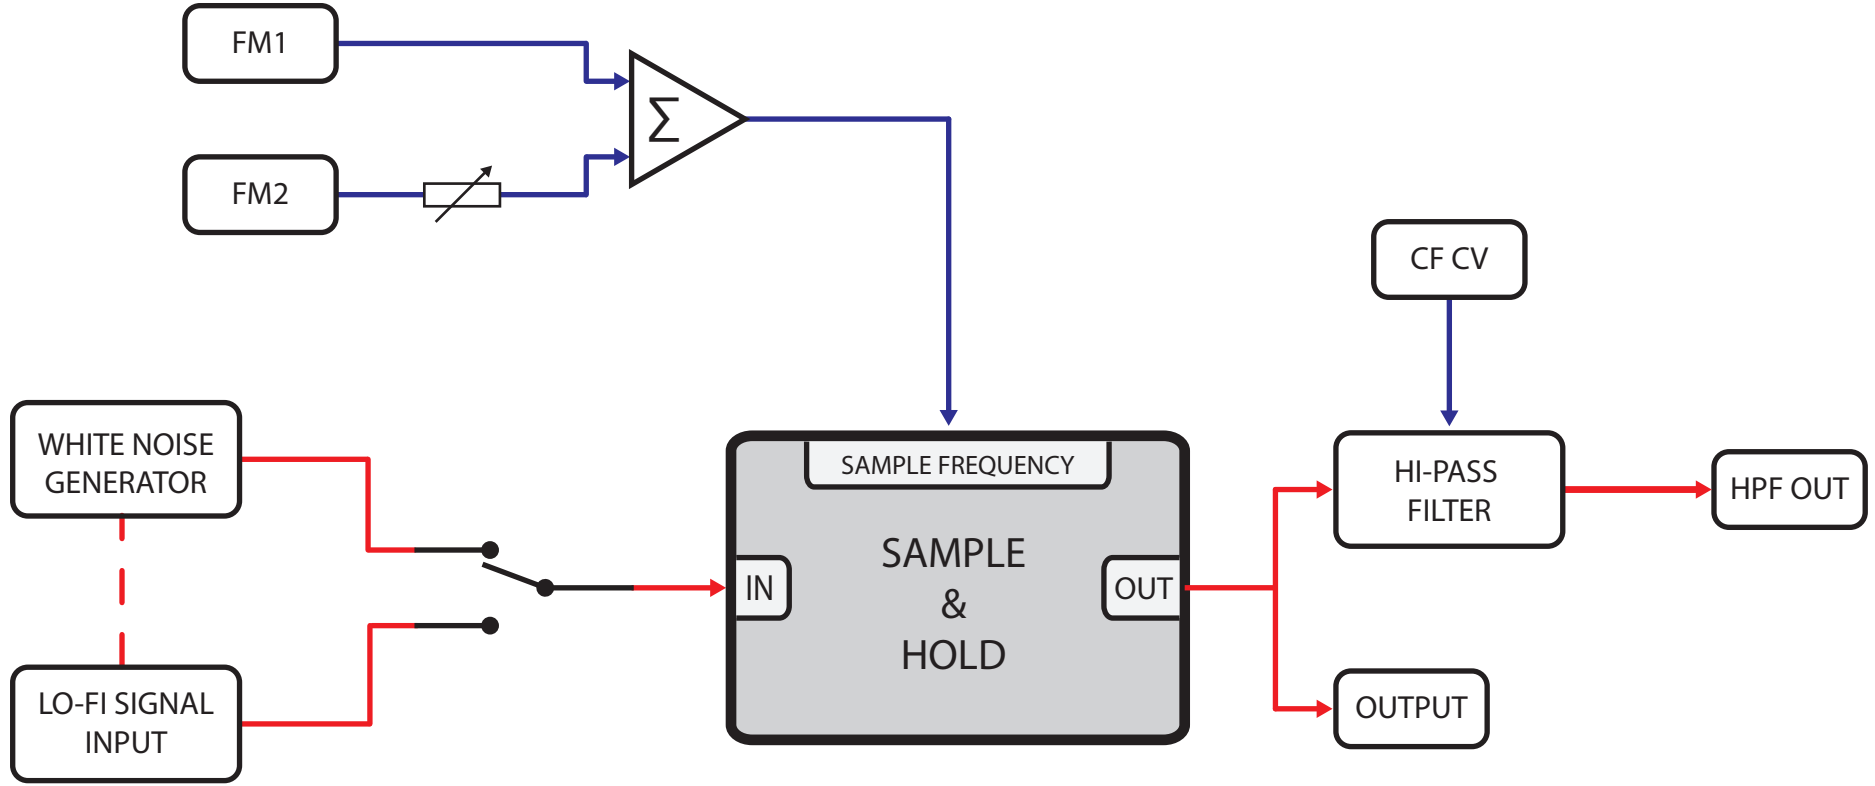 FM1
Σ
FM2
CF CV
WHITE NOISE
GENERATOR
SAMPLE FREQUENCY
HI-PASS
FILTER
HPF OUT
IN
SAMPLE
&
HOLD
OUT
LO-FI SIGNAL
INPUT
OUTPUT